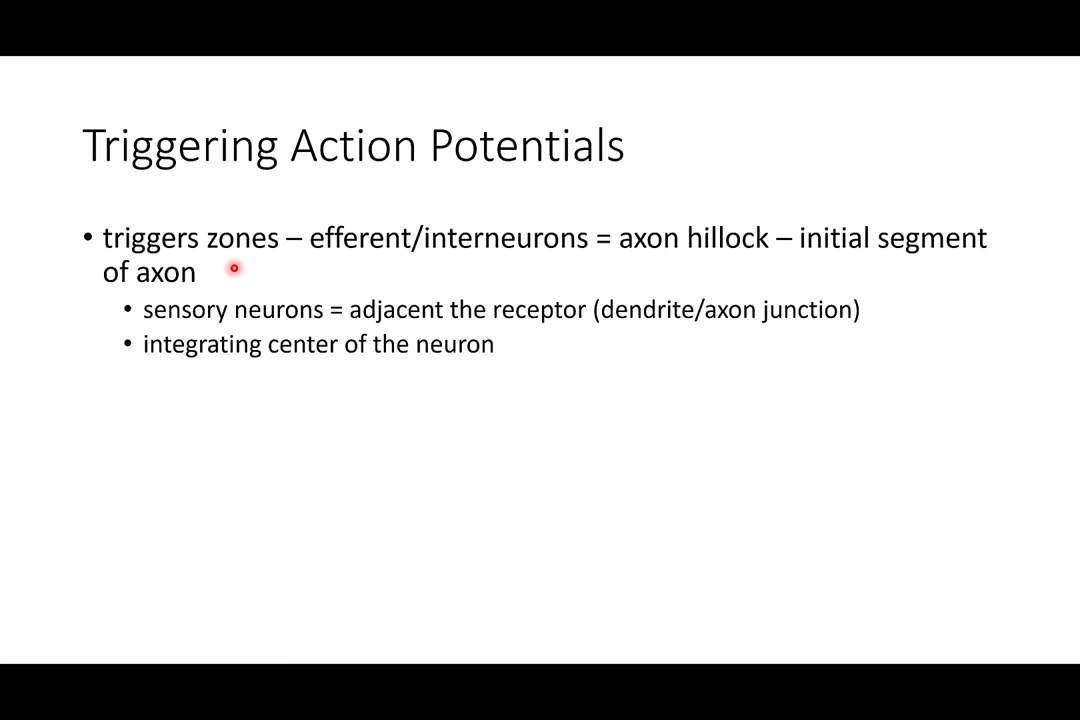 Triggering Action Potentials
• triggers zones – efferent/interneurons = axon hillock – initial segment
of axon
• sensory neurons = adjacent the receptor (dendrite/axon junction)
• integrating center of the neuron